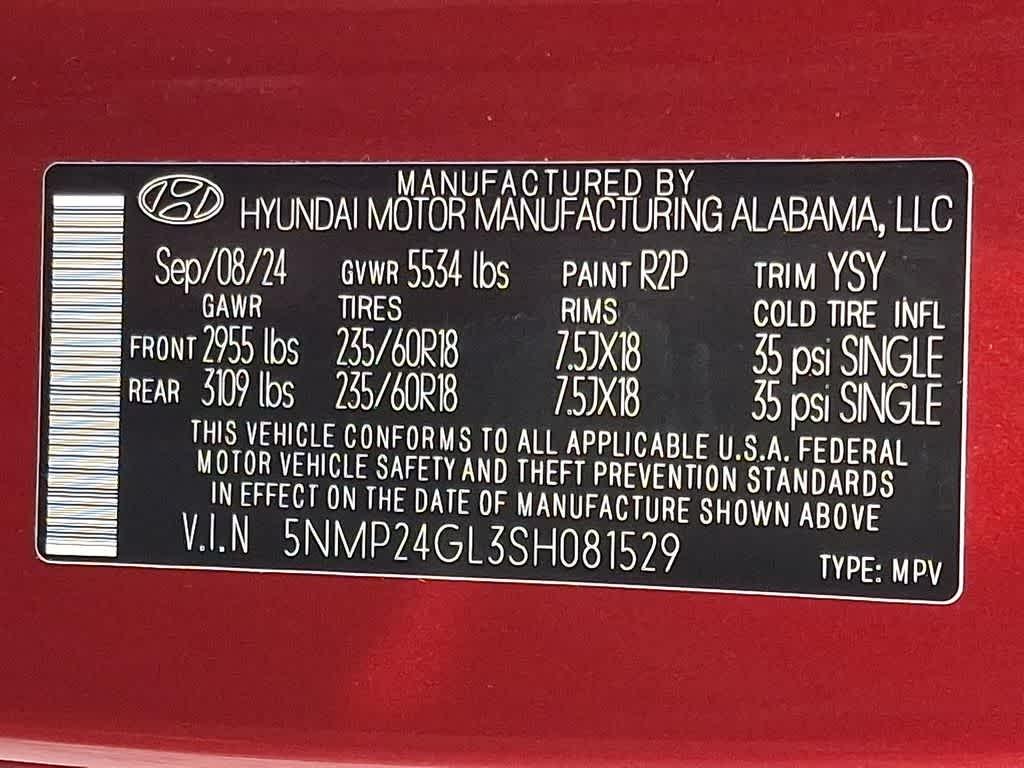 MANUFACTURED BY
HYUNDAI MOTOR MANUFACTURING ALABAMA, LLC
Sep/08/24 GVWR 5534 lbs PAINT R2P TRIM YSY
GAWR TIRES RIMS COLD TIRE INFL
FRONT 2955 lbs 235/60R18 7.5JX18 35 psi SINGLE
REAR 3109 lbs 235/60R18 7.5JX18 35 psi SINGLE
THIS VEHICLE CONFORMS TO ALL APPLICABLE U.S.A. FEDERAL
MOTOR VEHICLE SAFETY AND THEFT PREVENTION STANDARDS
IN EFFECT ON THE DATE OF MANUFACTURE SHOWN ABOVE
V.I.N 5NMP24GL3SH081529 TYPE: MPV